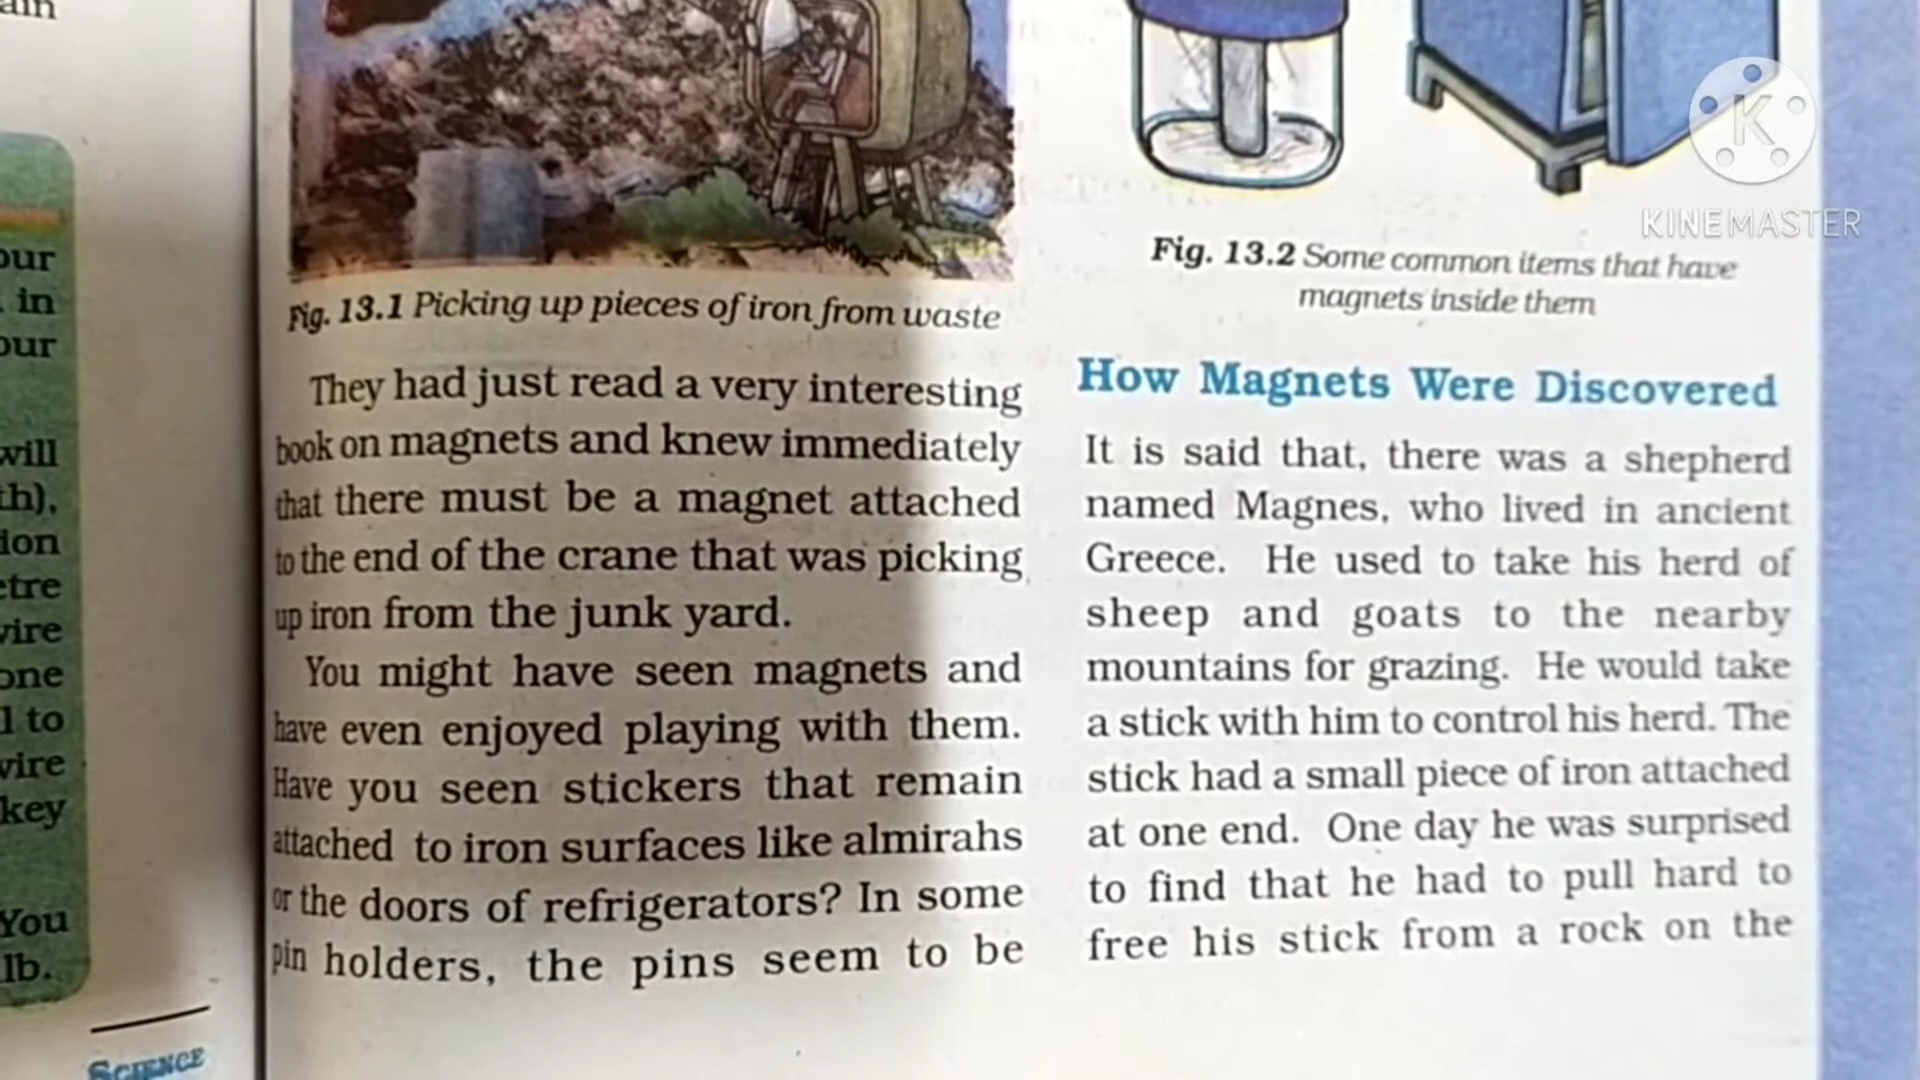 ain
our
in
our
will
th),
ion
etre
vire
one
l to
vire
key
You
lb.
SCIENCE
Fig. 13.1 Picking up pieces of iron from waste
They had just read a very interesting
book on magnets and knew immediately
that there must be a magnet attached
to the end of the crane that was picking
up iron from the junk yard.
You might have seen magnets and
have even enjoyed playing with them.
Have you seen stickers that remain
attached to iron surfaces like almirahs
or the doors of refrigerators? In some
pin holders, the pins seem to be
K
KINEMASTER
Fig. 13.2 Some common items that have
magnets inside them
How Magnets Were Discovered
It is said that, there was a shepherd
named Magnes, who lived in ancient
Greece. He used to take his herd of
sheep and goats to the nearby
mountains for grazing. He would take
a stick with him to control his herd. The
stick had a small piece of iron attached
at one end. One day he was surprised
to find that he had to pull hard to
free his stick from a rock on the